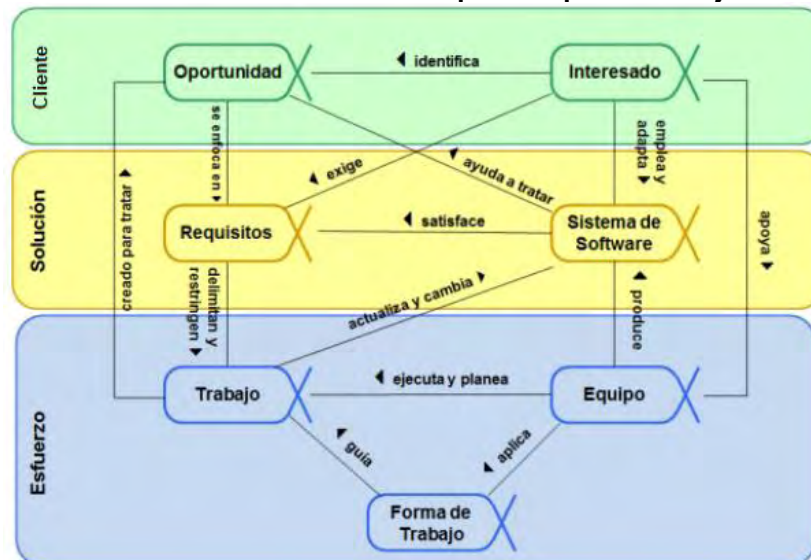 Cliente
Oportunidad
◄ identifica
Interesado
se enfoca en ►
◄ exige
◄ ayuda a tratar
emplea y
adapta ►
creado para tratar ►
apoya ►
Solución
Requisitos
◄ satisface
Sistema de
Software
delimitan y
restringen ►
actualiza y cambia ►
produce ►
Esfuerzo
Trabajo
◄ ejecuta y planea
Equipo
◄ guía
◄ aplica
Forma de
Trabajo